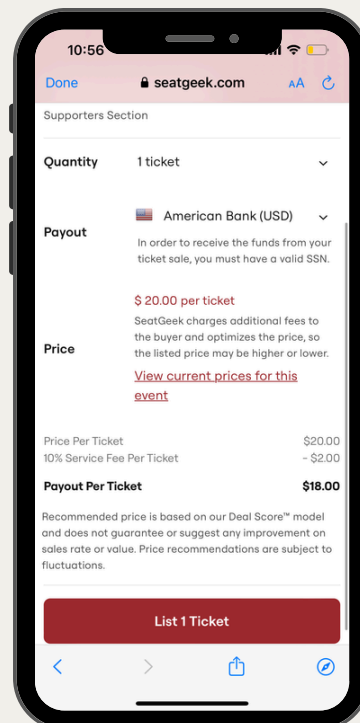 10:56
Done
seatgeek.com
AA
Supporters Section
Quantity
1 ticket
American Bank (USD)
Payout
In order to receive the funds from your
ticket sale, you must have a valid SSN.
$ 20.00 per ticket
SeatGeek charges additional fees to
the buyer and optimizes the price, so
Price
the listed price may be higher or lower.
View current prices for this
event
Price Per Ticket $20.00
10% Service Fee Per Ticket - $2.00
Payout Per Ticket $18.00
Recommended price is based on our Deal Score™ model
and does not guarantee or suggest any improvement on
sales rate or value. Price recommendations are subject to
fluctuations.
List 1 Ticket